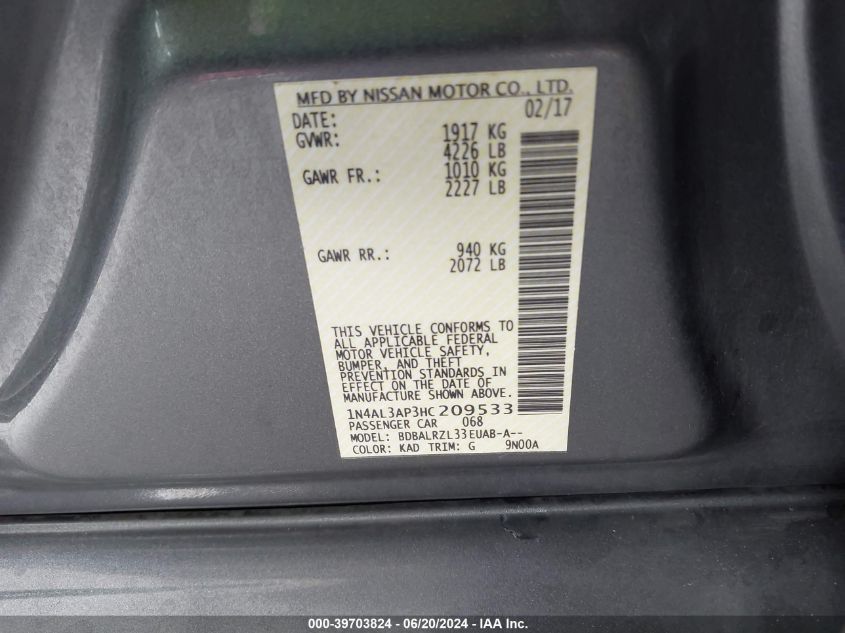 MFD BY NISSAN MOTOR CO., LTD.
DATE: 02/17
GVWR: 1917 KG
4226 LB
GAWR FR.: 1010 KG
2227 LB
GAWR RR.: 940 KG
2072 LB
THIS VEHICLE CONFORMS TO
ALL APPLICABLE FEDERAL
MOTOR VEHICLE SAFETY,
BUMPER, AND THEFT
PREVENTION STANDARDS IN
EFFECT ON THE DATE OF
MANUFACTURE SHOWN ABOVE.
1N4AL3AP3HC209533
PASSENGER CAR 068
MODEL: BDBALRZL33EUAB-A--
COLOR: KAD TRIM: G 9N00A
000-39703824 - 06/20/2024 - IAA Inc.